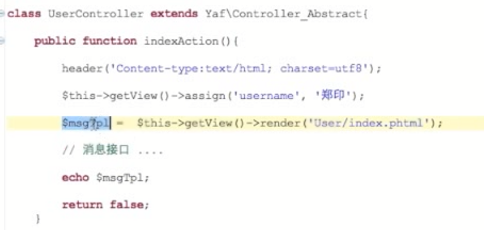 class UserController extends Yaf\Controller_Abstract{
public function indexAction(){
header('Content-type:text/html; charset=utf8');
$this->getView()->assign('username', '郑印');
$msgTpl = $this->getView()->render('User/index.phtml');
// 消息接口 ....
echo $msgTpl;
return false;
}